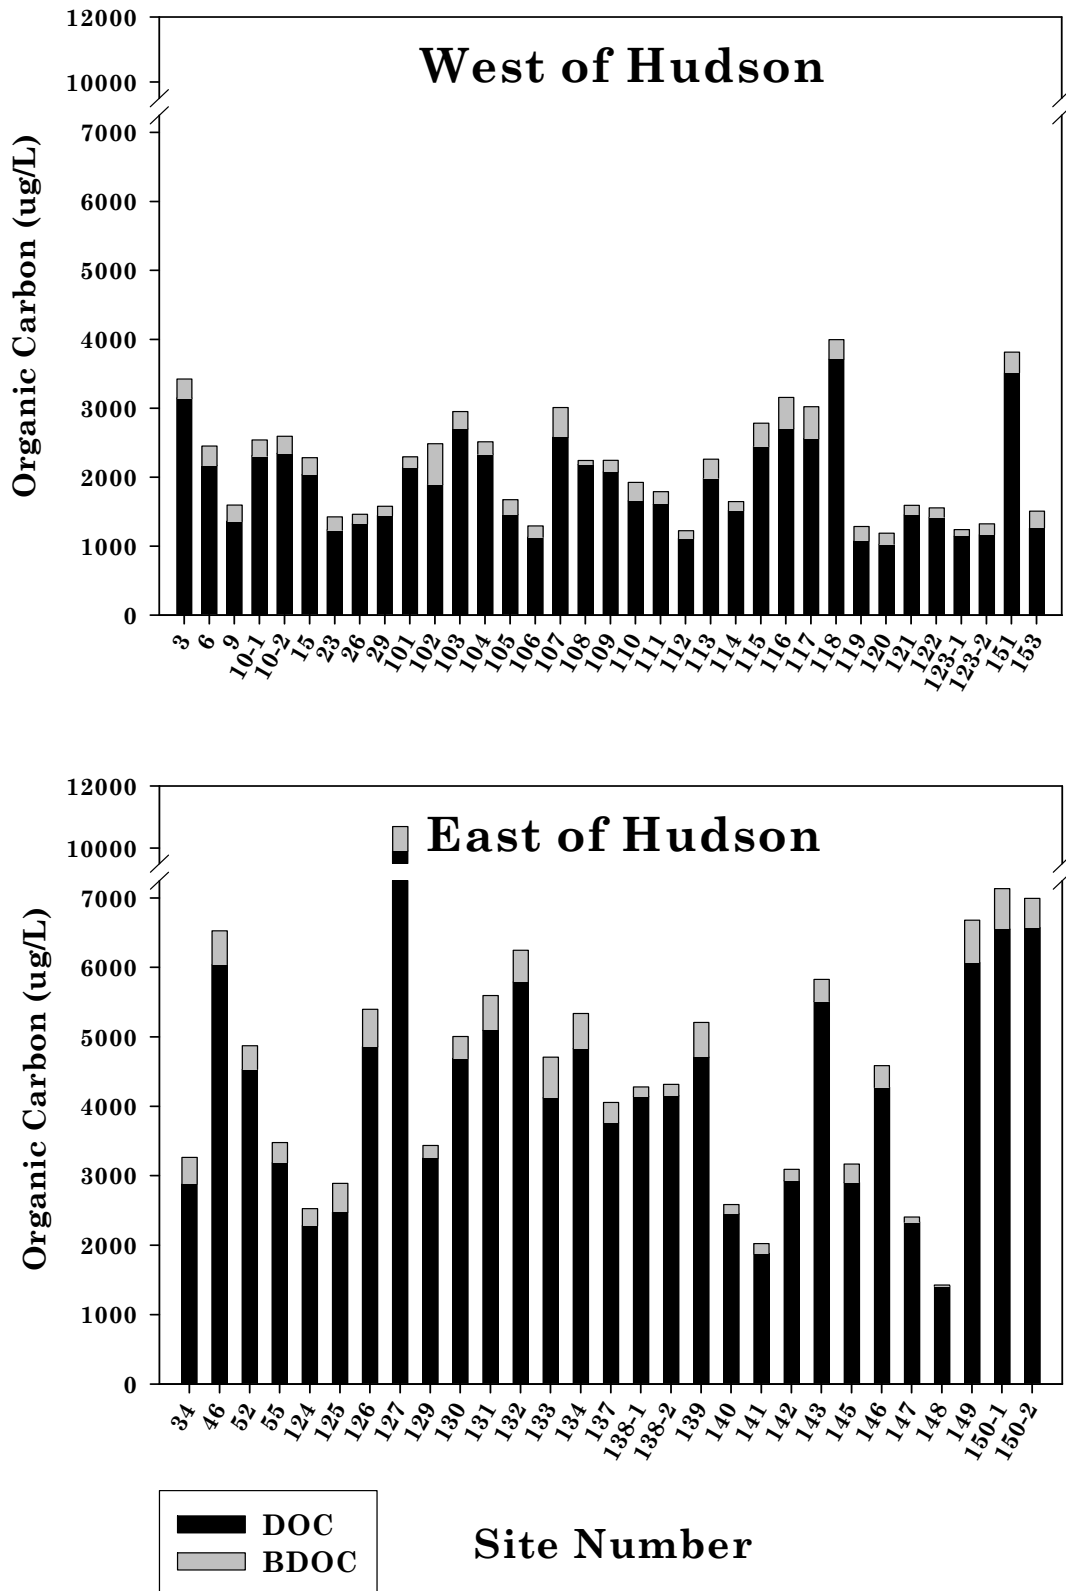 West of Hudson
Organic Carbon (ug/L)
12000
10000
7000
6000
5000
4000
3000
2000
1000
0
3 6 9 10-1 10-2 15 23 26 29 101 102 103 104 105 106 107 108 109 110 111 112 113 114 115 116 117 118 119 120 121 122 123-1 123-2 151 153
East of Hudson
Organic Carbon (ug/L)
12000
10000
7000
6000
5000
4000
3000
2000
1000
0
34 46 52 55 124 125 126 127 129 130 131 132 133 134 137 138-1 138-2 139 140 141 142 143 145 146 147 148 149 150-1 150-2
DOC
BDOC
Site Number